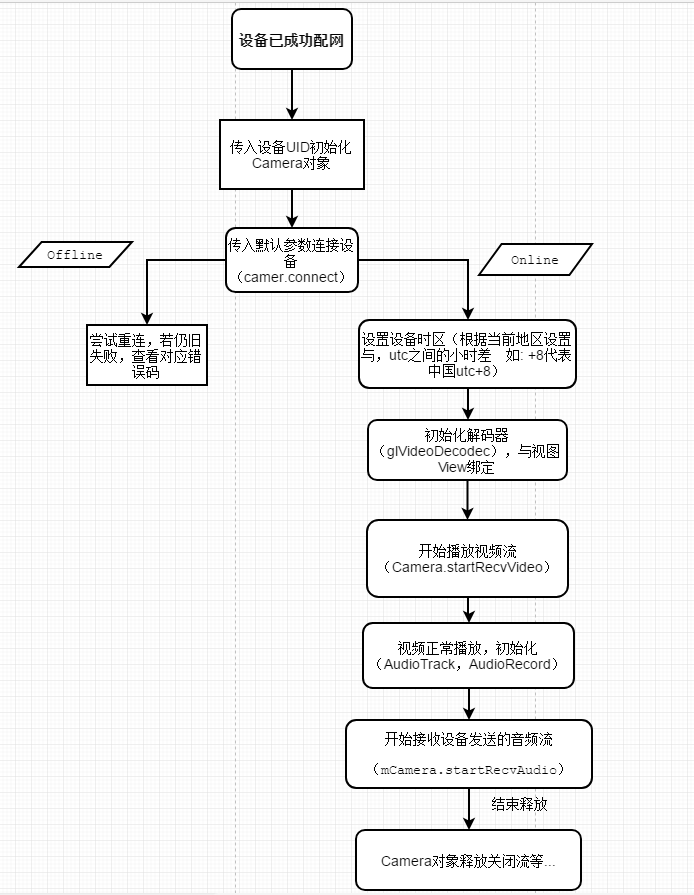 设备已成功配网
传入设备UID初始化
Camera对象
传入默认参数连接设
备
（camer.connect）
Offline
Online
尝试重连，若仍旧
失败，查看对应错
误码
设置设备时区（根据当前地区设置
与，utc之间的小时差 如: +8代表
中国utc+8）
初始化解码器
（glVideoDecodec），与视图
View绑定
开始播放视频流
（Camera.startRecvVideo）
视频正常播放，初始化
（AudioTrack，AudioRecord）
开始接收设备发送的音频流
（mCamera.startRecvAudio）
结束释放
Camera对象释放关闭流等...